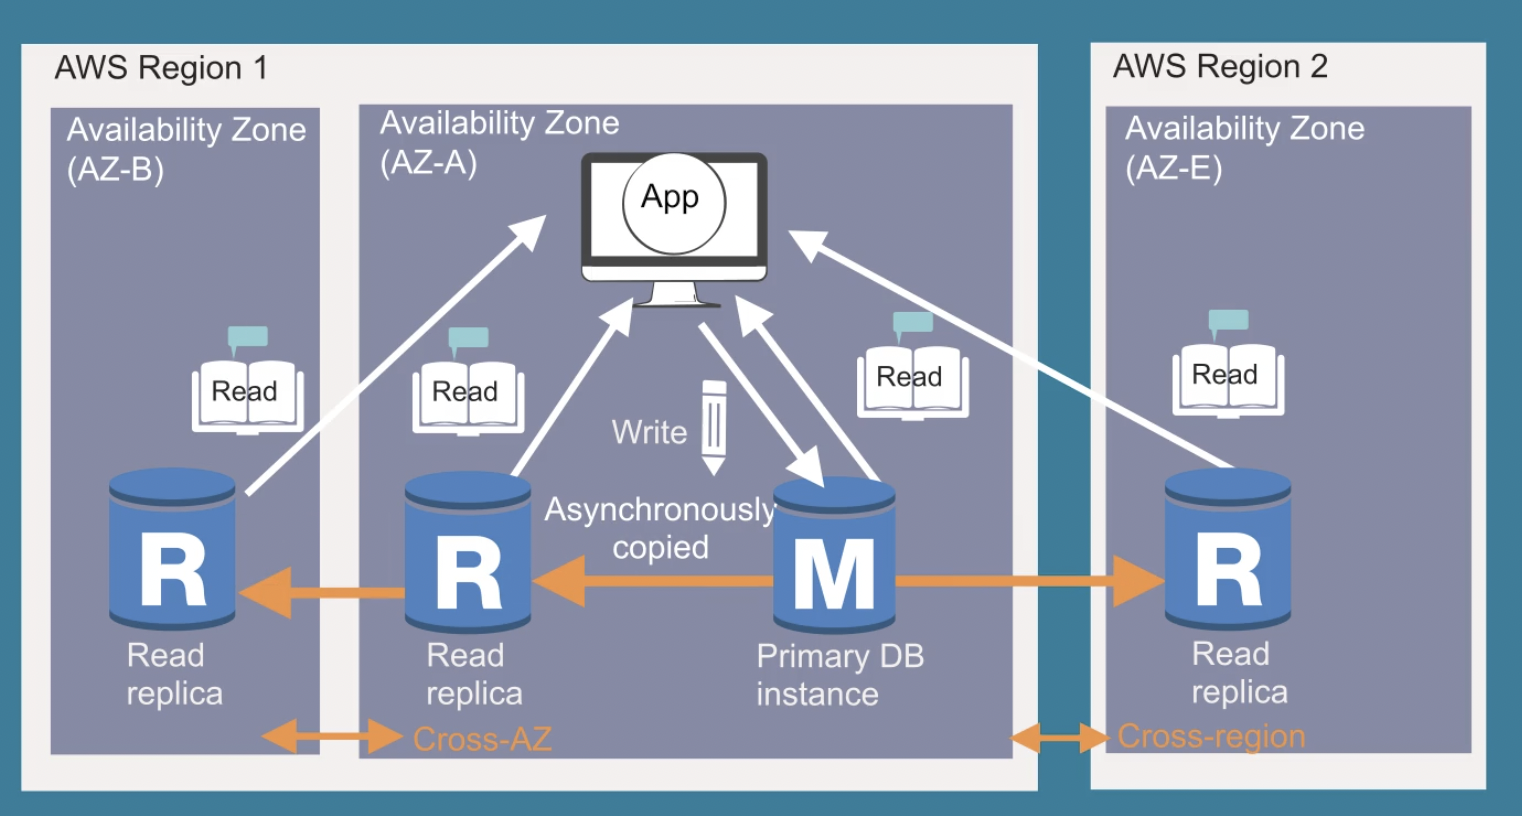 AWS Region 1
Availability Zone
(AZ-B)
Read
R
Read
replica
Availability Zone
(AZ-A)
App
Read
Write
Read
Asynchronously
copied
R
M
Read
replica
Primary DB
instance
Cross-AZ
AWS Region 2
Availability Zone
(AZ-E)
Read
R
Read
replica
Cross-region